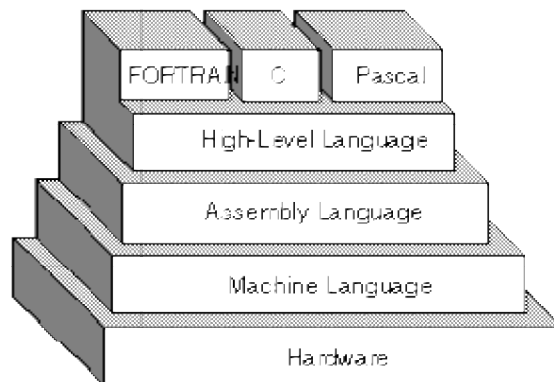 FORTRAN C Pascal
High-Level Language
Assembly Language
Machine Language
Hardware